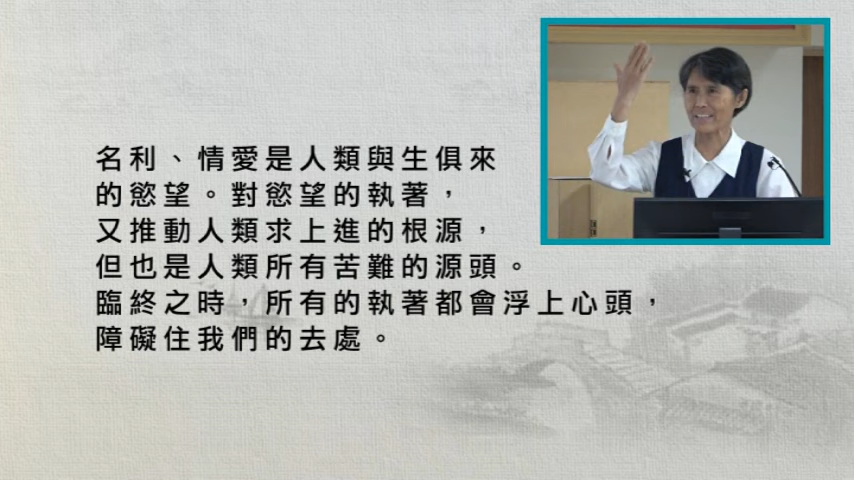 名利、情愛是人類與生俱來
的慾望。對慾望的執著，
又推動人類求上進的根源，
但也是人類所有苦難的源頭。
臨終之時，所有的執著都會浮上心頭，
障礙住我們的去處。